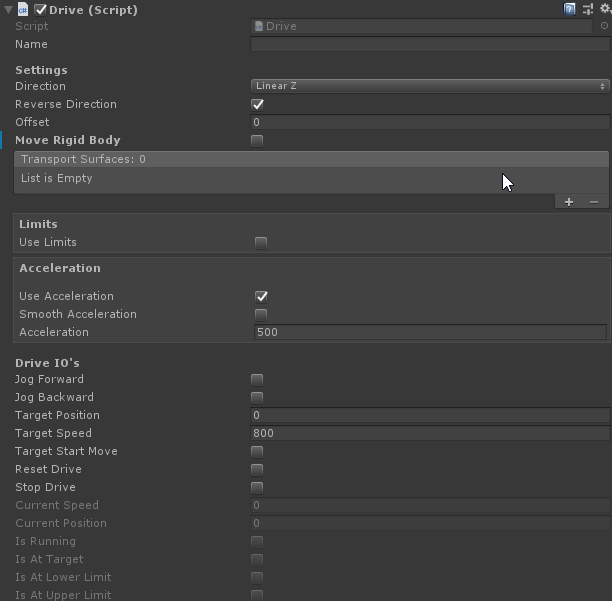 Drive (Script)
Script Drive
Name
Settings
Direction Linear Z
Reverse Direction
Offset 0
Move Rigid Body
Transport Surfaces: 0
List is Empty
Limits
Use Limits
Acceleration
Use Acceleration
Smooth Acceleration
Acceleration 500
Drive IO's
Jog Forward
Jog Backward
Target Position 0
Target Speed 800
Target Start Move
Reset Drive
Stop Drive
Current Speed 0
Current Position 0
Is Running
Is At Target
Is At Lower Limit
Is At Upper Limit